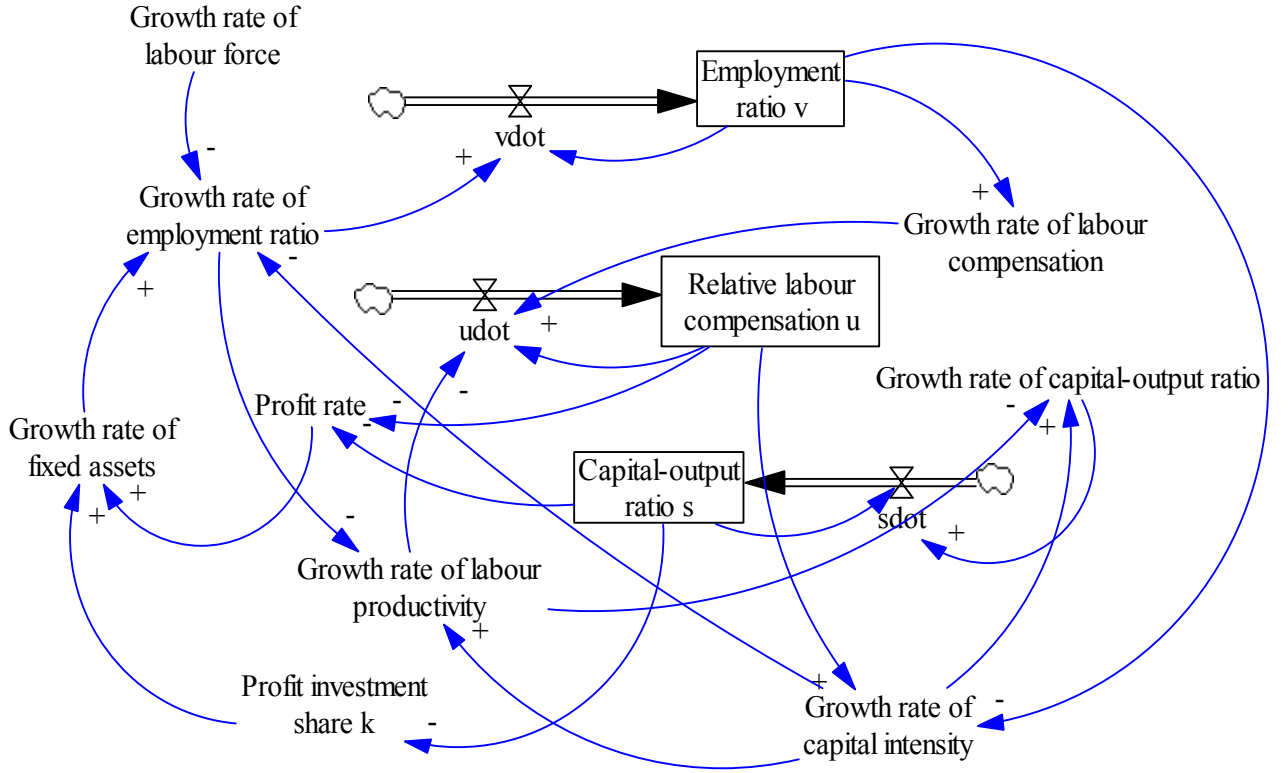 Growth rate of
labour force
-
Employment
ratio v
vdot
+
Growth rate of
employment ratio
-
+
Growth rate of labour
compensation
+
Relative labour
compensation u
udot
+
-
Growth rate of capital-output ratio
-
+
Profit rate
-
-
Growth rate of
fixed assets
+
+
Capital-output
ratio s
sdot
+
-
Growth rate of labour
productivity
+
Profit investment
share k
-
+
Growth rate of
capital intensity
-